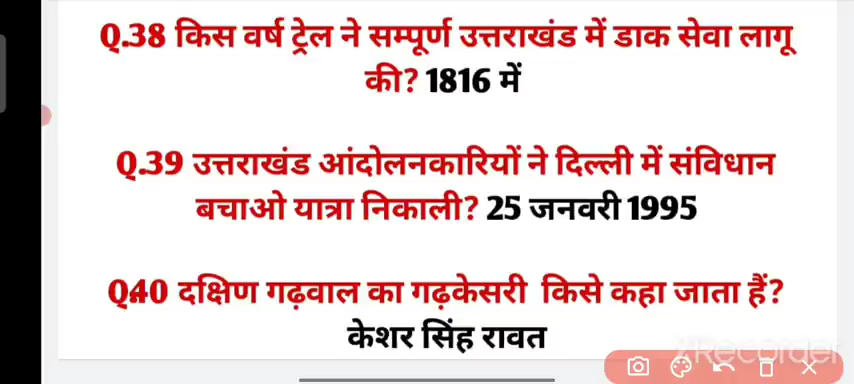 Q.38 किस वर्ष ट्रेल ने सम्पूर्ण उत्तराखंड में डाक सेवा लागू
की? 1816 में
Q.39 उत्तराखंड आंदोलनकारियों ने दिल्ली में संविधान
बचाओ यात्रा निकाली? 25 जनवरी 1995
Q40 दक्षिण गढ़वाल का गढ़केसरी किसे कहा जाता हैं?
केशर सिंह रावत
Recorder